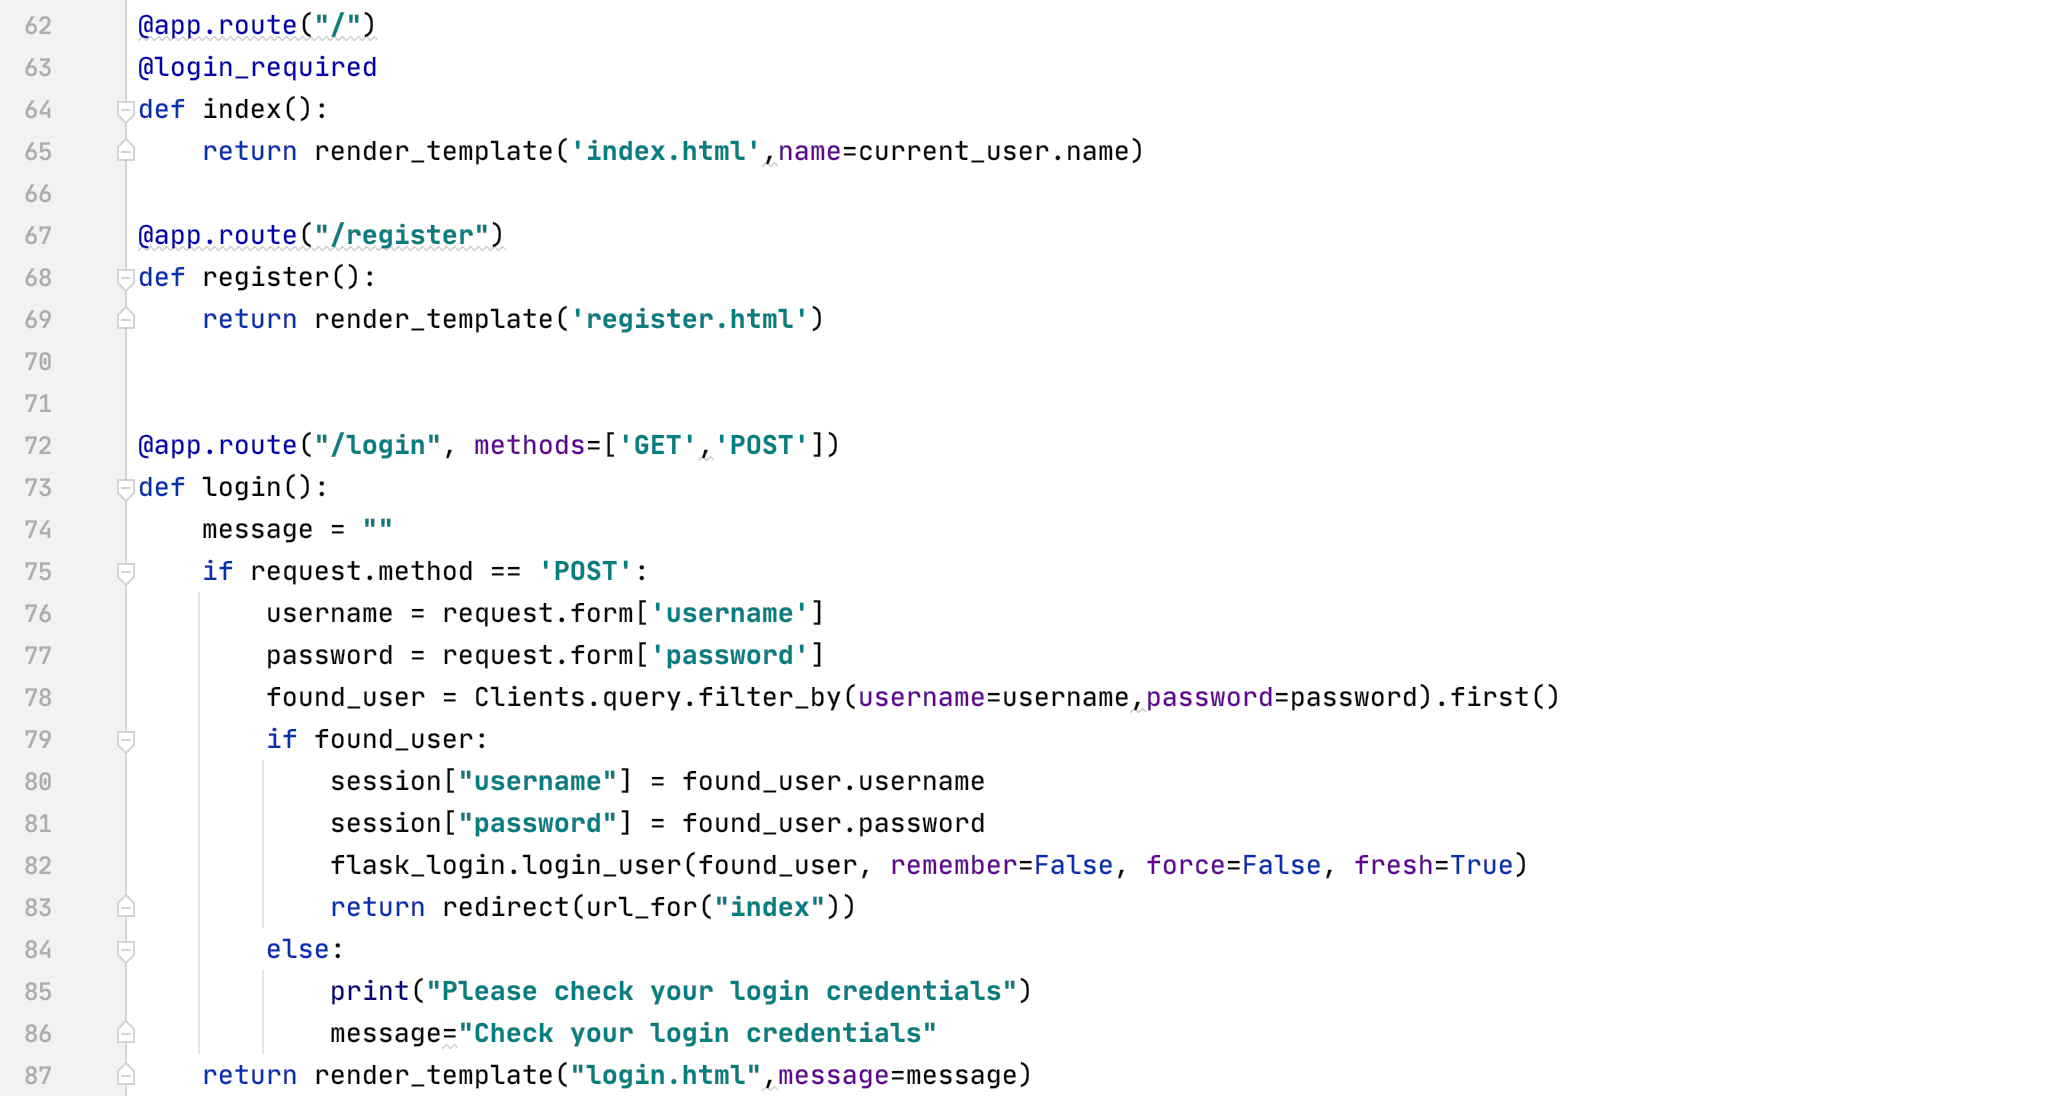 62 @app.route("/")
63 @login_required
64 def index():
65     return render_template('index.html',name=current_user.name)
66
67 @app.route("/register")
68 def register():
69     return render_template('register.html')
70
71
72 @app.route("/login", methods=['GET','POST'])
73 def login():
74     message = ""
75     if request.method == 'POST':
76         username = request.form['username']
77         password = request.form['password']
78         found_user = Clients.query.filter_by(username=username,password=password).first()
79         if found_user:
80             session["username"] = found_user.username
81             session["password"] = found_user.password
82             flask_login.login_user(found_user, remember=False, force=False, fresh=True)
83             return redirect(url_for("index"))
84         else:
85             print("Please check your login credentials")
86             message="Check your login credentials"
87     return render_template("login.html",message=message)